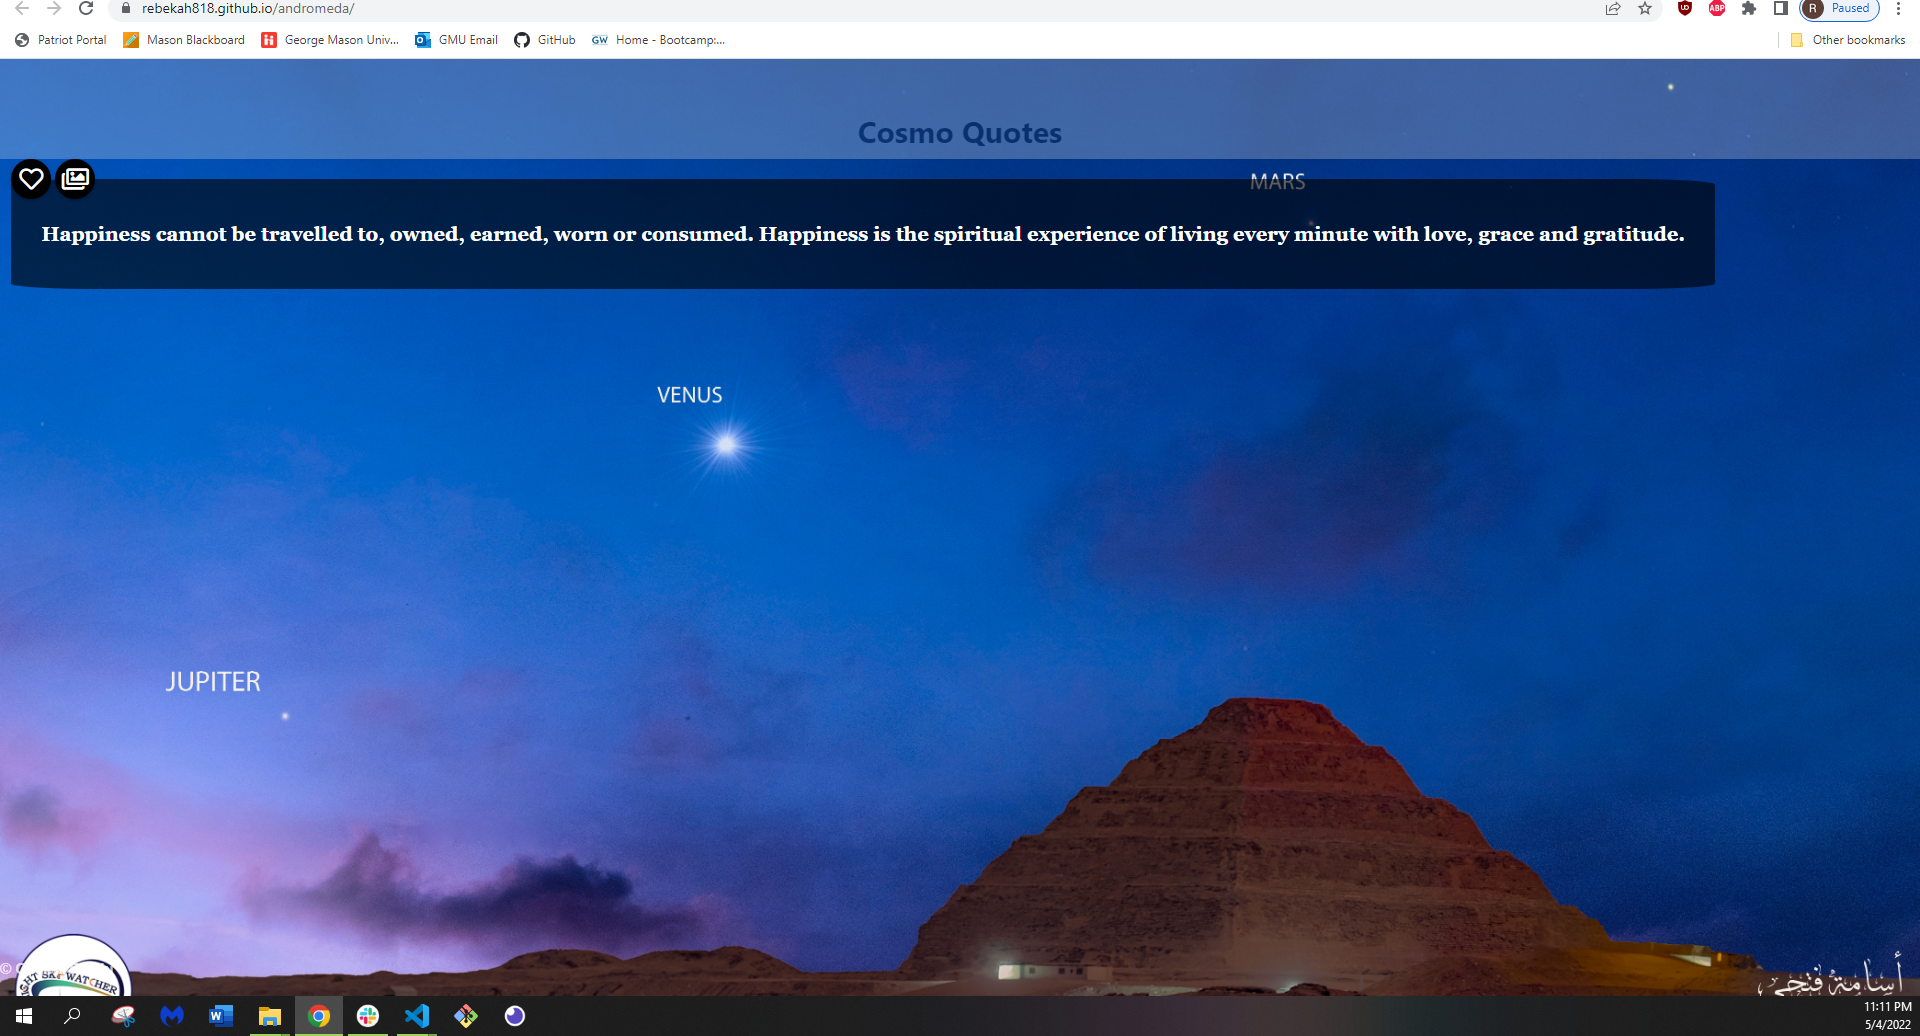 rebekah818.github.io/andromeda/
R Paused
Patriot Portal Mason Blackboard George Mason Univ... GMU Email GitHub GW Home - Bootcamp:... Other bookmarks
Cosmo Quotes
MARS
Happiness cannot be travelled to, owned, earned, worn or consumed. Happiness is the spiritual experience of living every minute with love, grace and gratitude.
VENUS
JUPITER
©
SKY WATCHER
أسامة فتحي
11:11 PM
5/4/2022